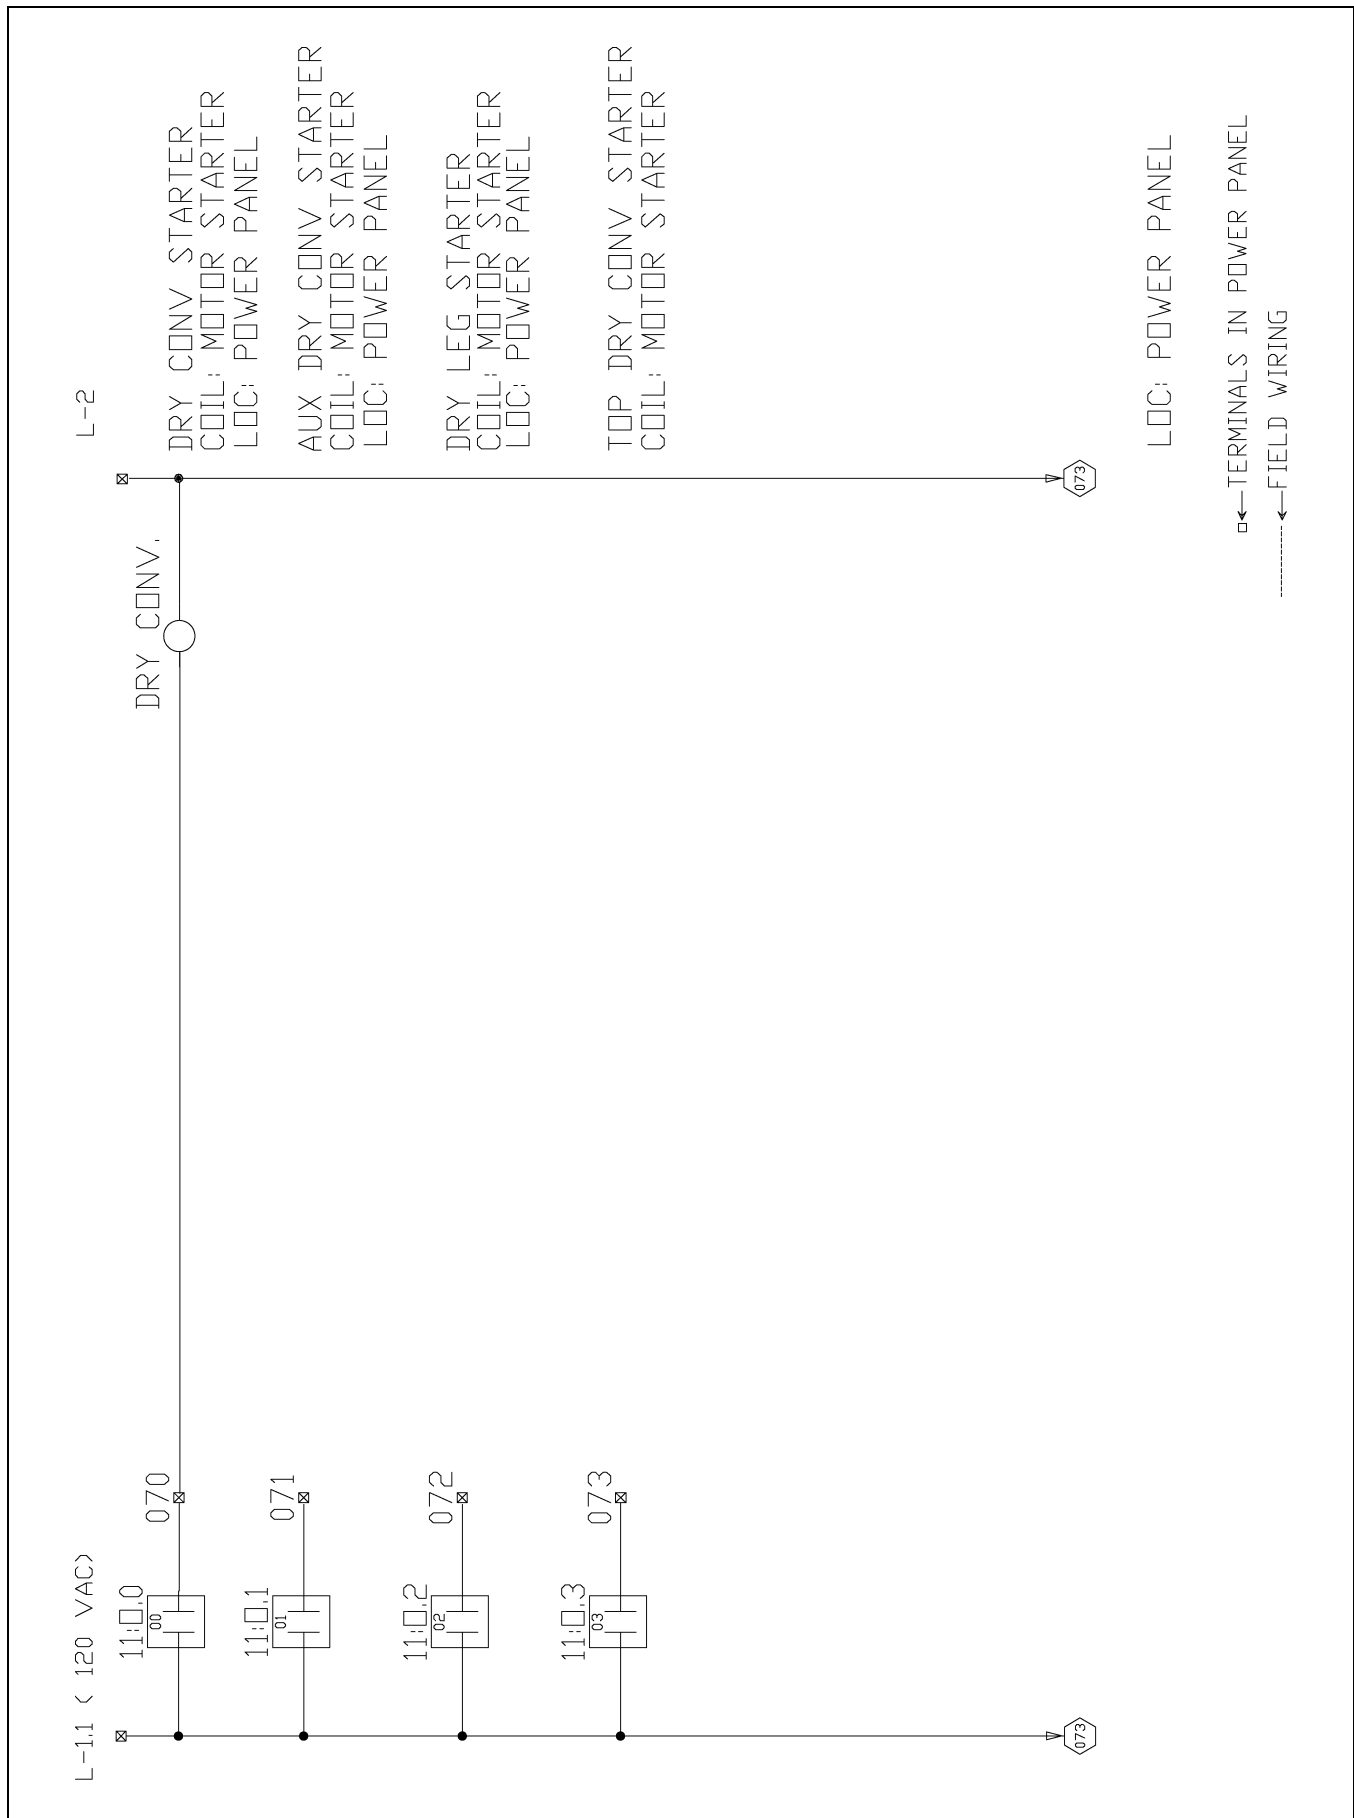 L-1.1 ( 120 VAC)
L-2
11:O.0
00
070
DRY CONV.
DRY CONV STARTER
COIL: MOTOR STARTER
LOC: POWER PANEL
11:O.1
01
071
AUX DRY CONV STARTER
COIL: MOTOR STARTER
LOC: POWER PANEL
11:O.2
02
072
DRY LEG STARTER
COIL: MOTOR STARTER
LOC: POWER PANEL
11:O.3
03
073
TOP DRY CONV STARTER
COIL: MOTOR STARTER
073
073
LOC: POWER PANEL
TERMINALS IN POWER PANEL
FIELD WIRING